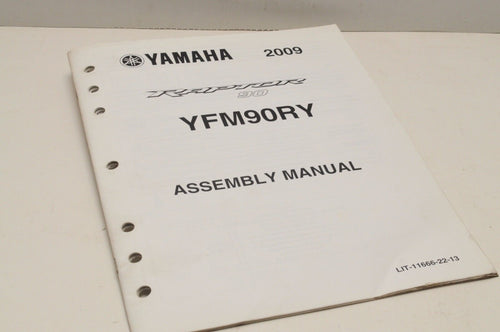 YAMAHA 2009
RAPTOR
90
YFM90RY
ASSEMBLY MANUAL
LIT-11666-22-13